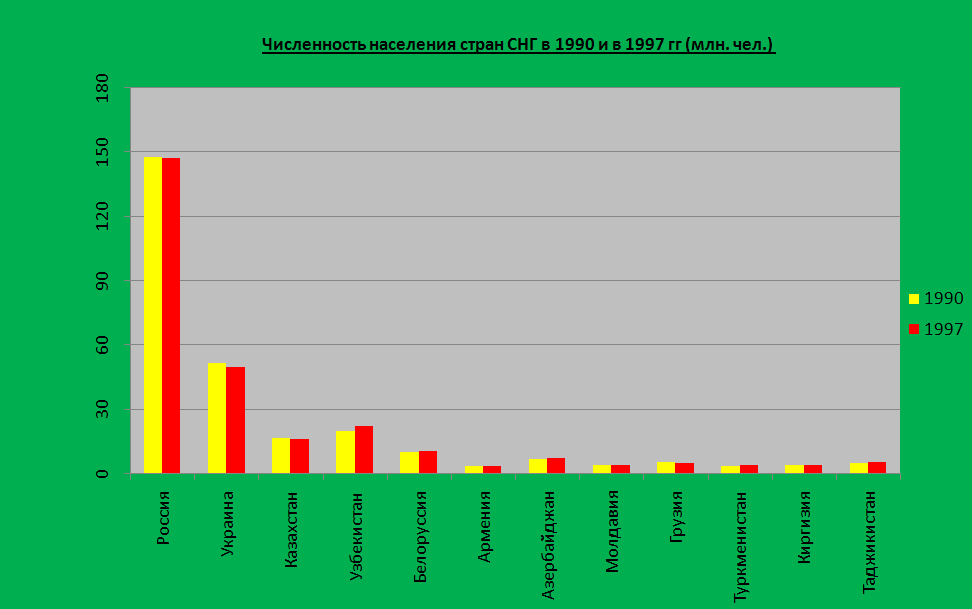 Численность населения стран СНГ в 1990 и в 1997 гг (млн. чел.)
180
150
120
90
60
30
0
1990
1997
Россия
Украина
Казахстан
Узбекистан
Белоруссия
Армения
Азербайджан
Молдавия
Грузия
Туркменистан
Киргизия
Таджикистан